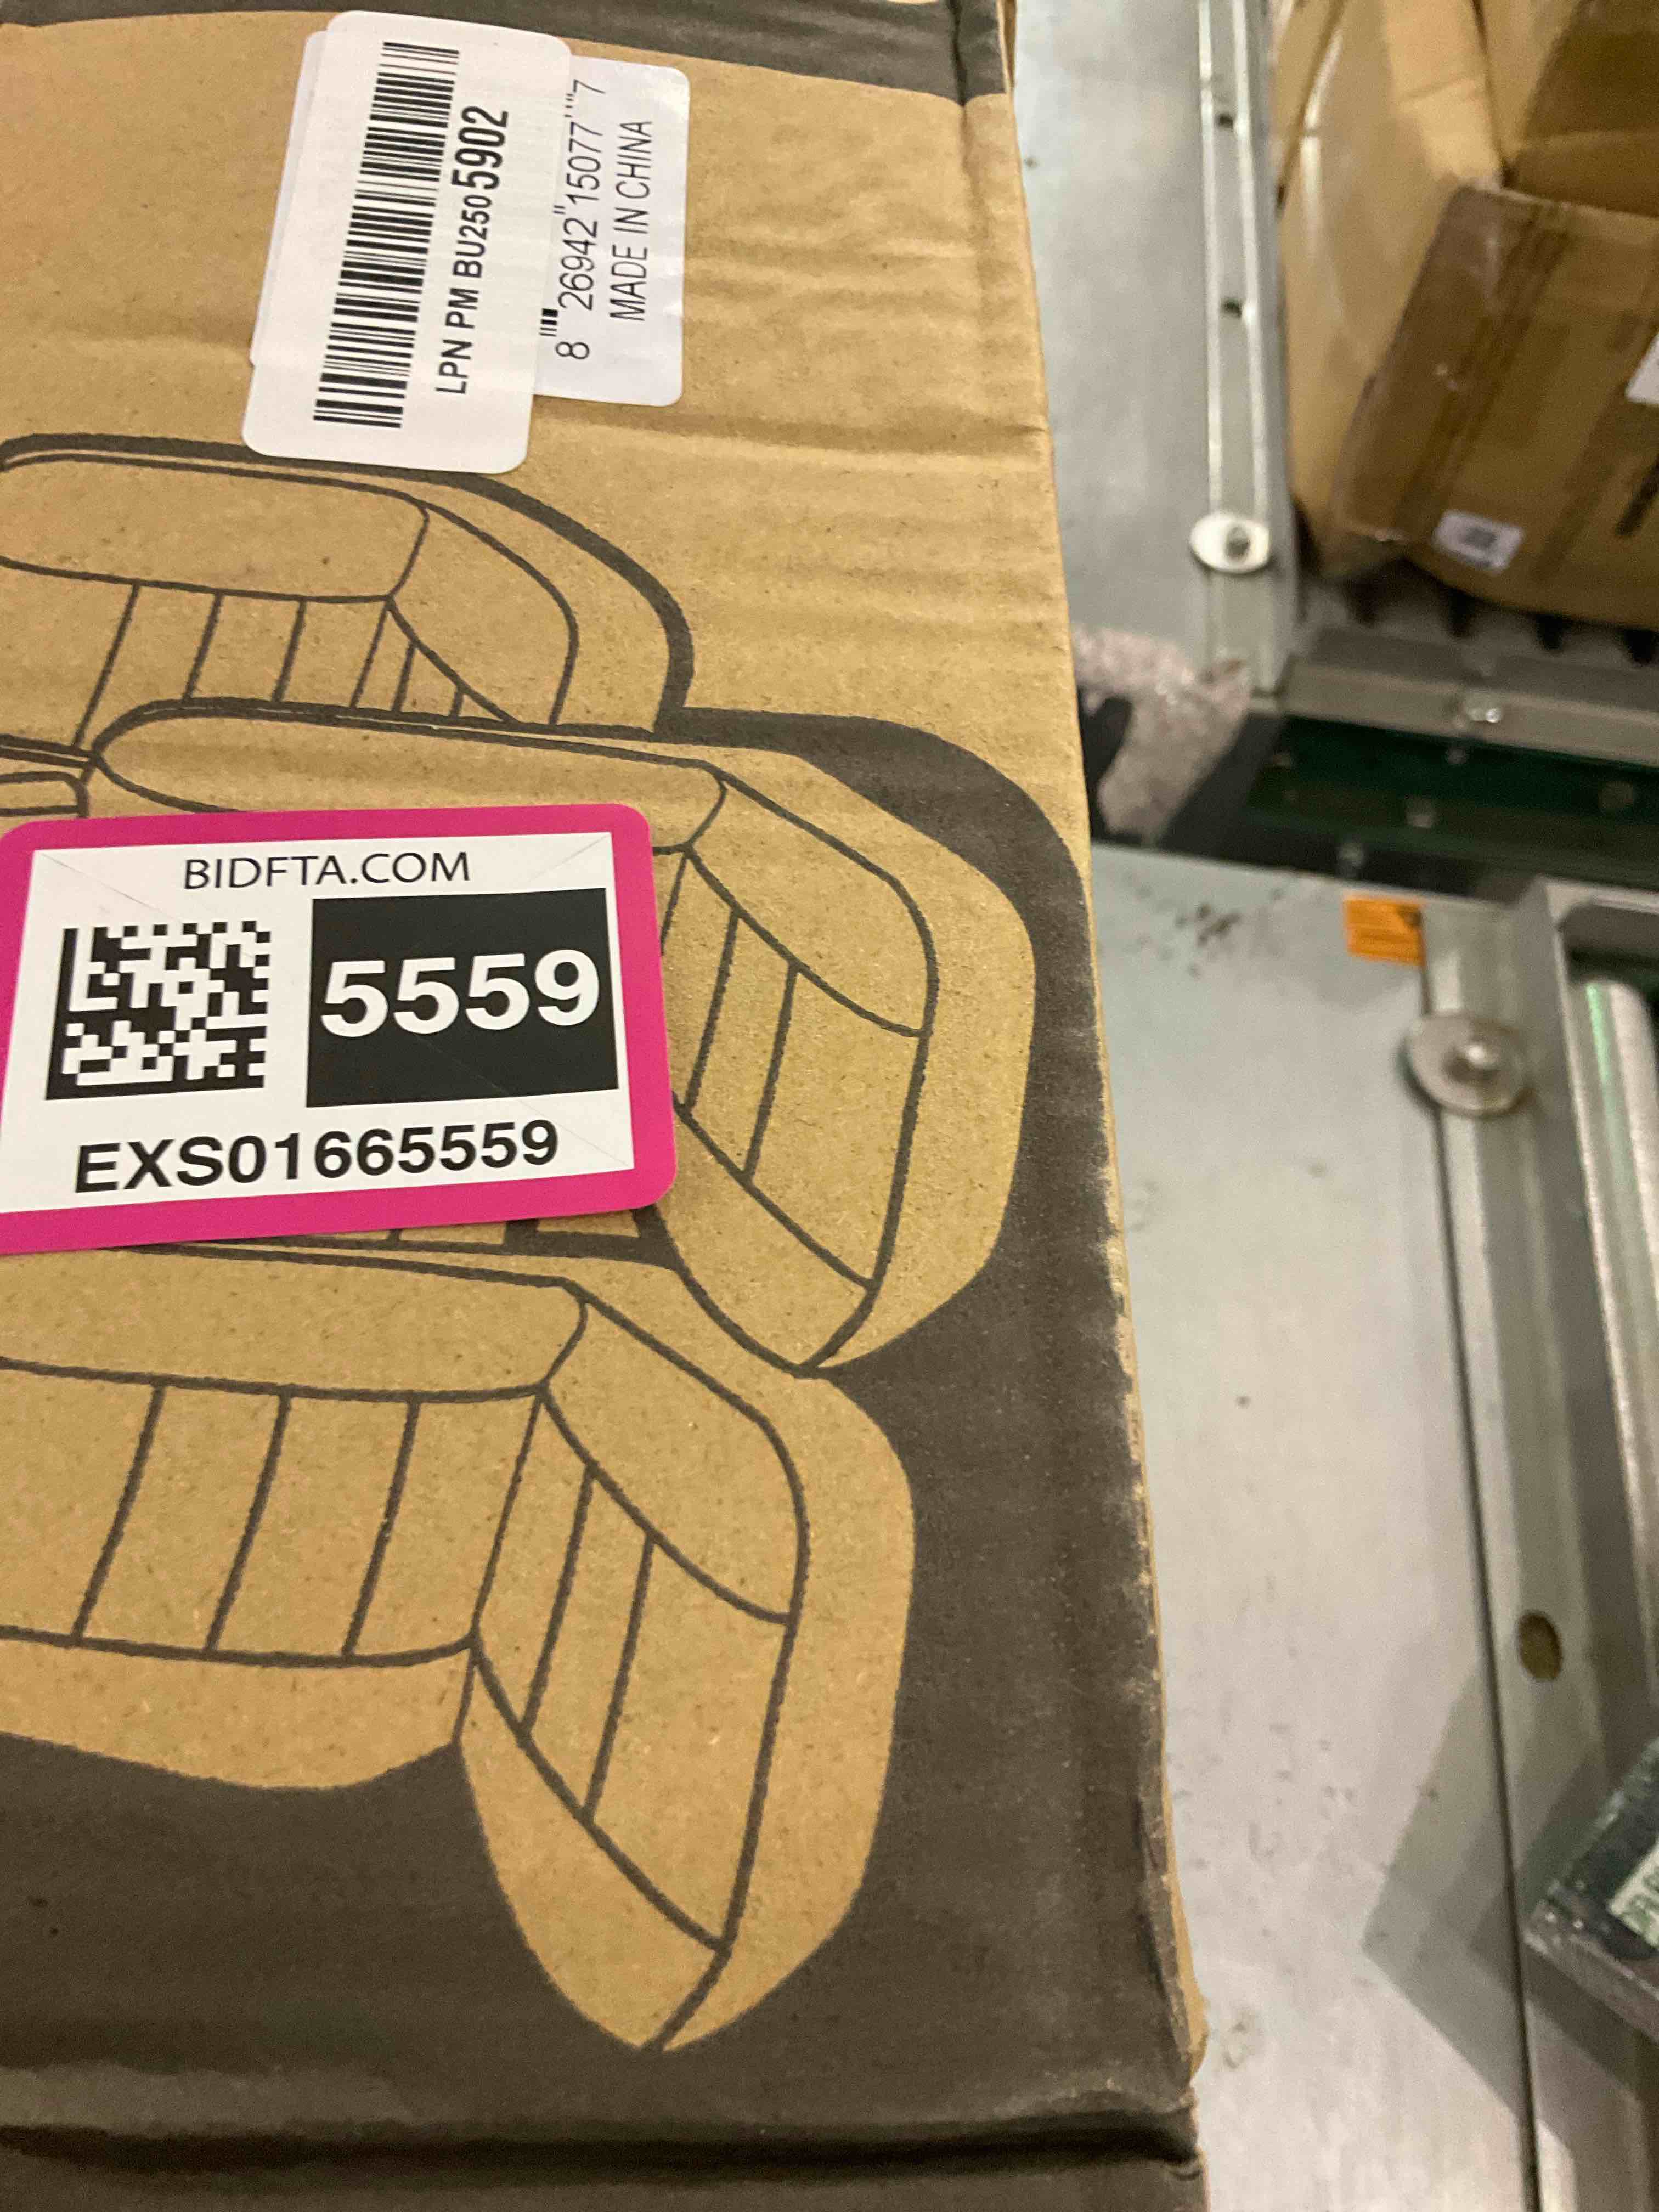 LPN PM BU2505902
8 26942 15077 7
MADE IN CHINA
BIDFTA.COM
5559
EXS01665559